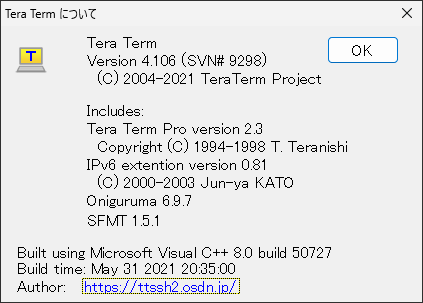 Tera Term について
Tera Term
OK
Version 4.106 (SVN# 9298)
(C) 2004-2021 TeraTerm Project
Includes:
Tera Term Pro version 2.3
Copyright (C) 1994-1998 T. Teranishi
IPv6 extention version 0.81
(C) 2000-2003 Jun-ya KATO
Oniguruma 6.9.7
SFMT 1.5.1
Built using Microsoft Visual C++ 8.0 build 50727
Build time: May 31 2021 20:35:00
Author: https://ttssh2.osdn.jp/